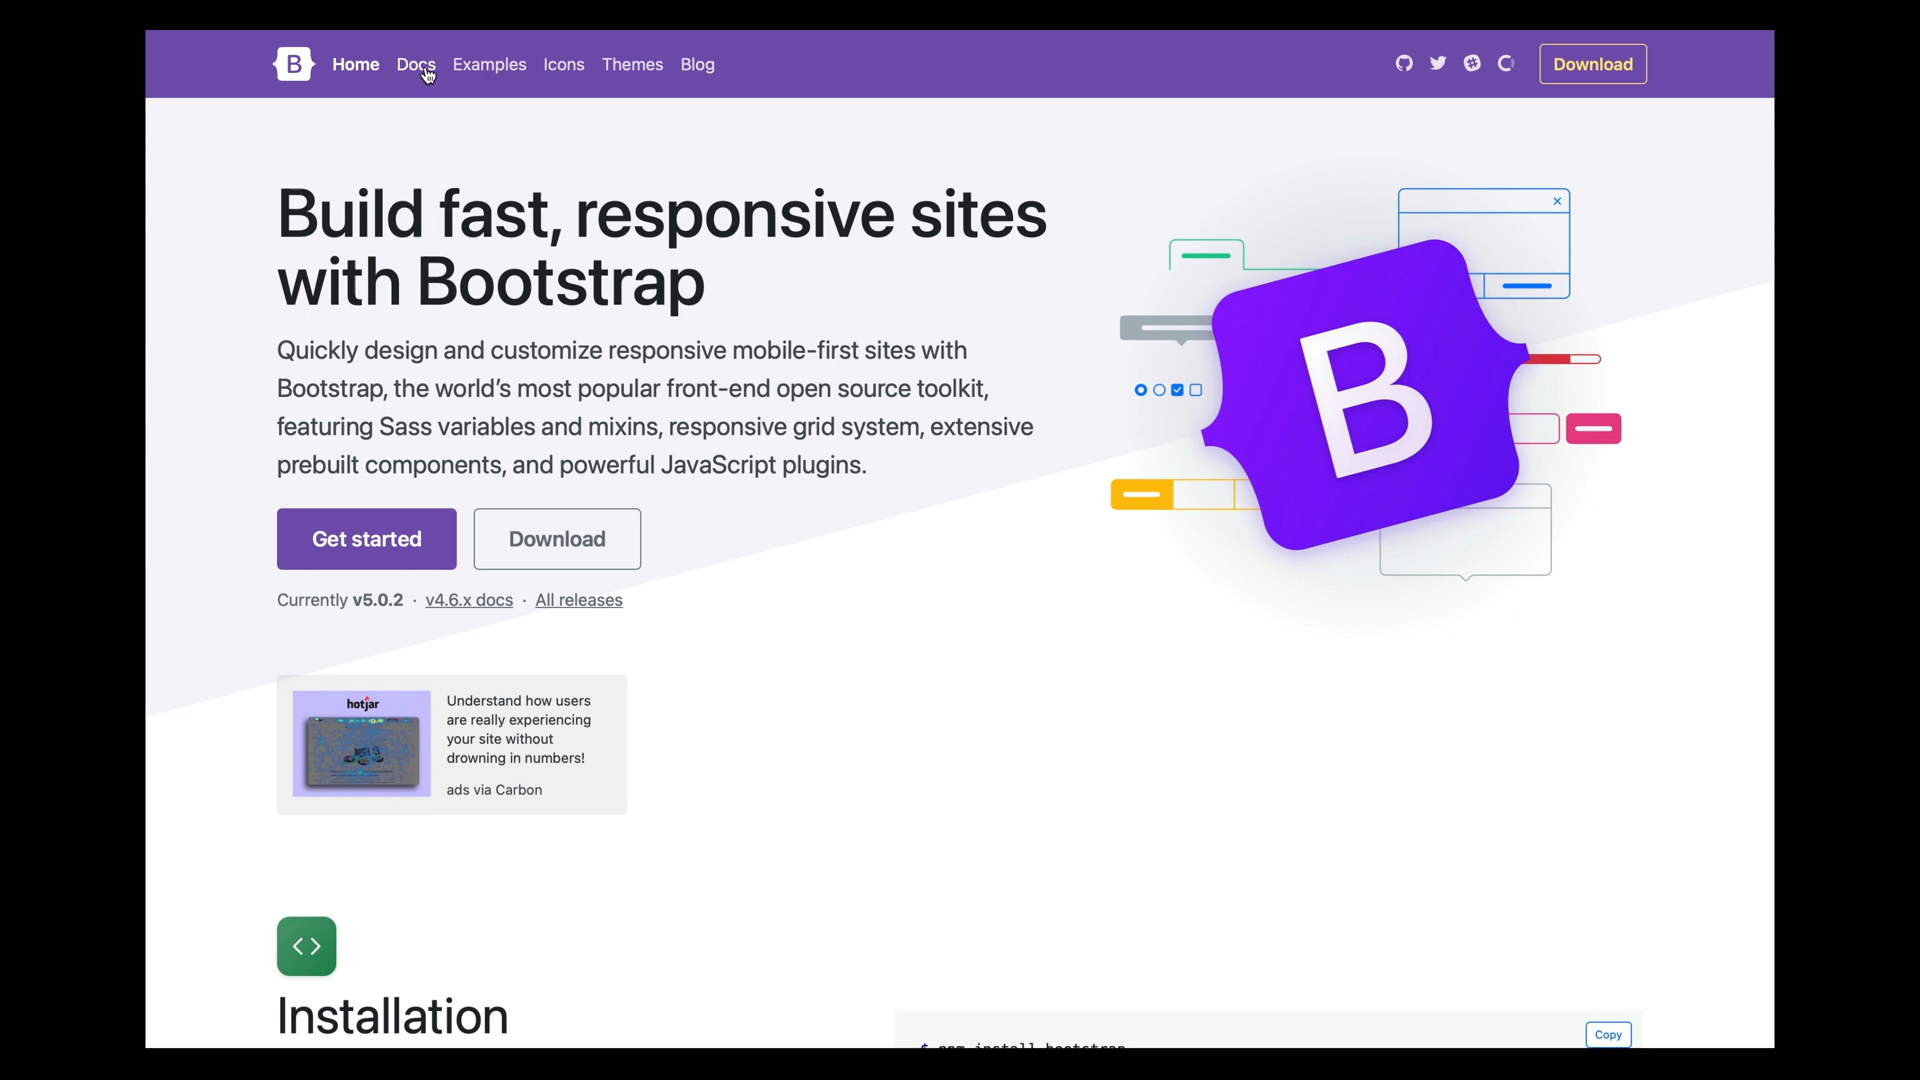 B Home Docs Examples Icons Themes Blog Download
Build fast, responsive sites
with Bootstrap
Quickly design and customize responsive mobile-first sites with
Bootstrap, the world’s most popular front-end open source toolkit,
featuring Sass variables and mixins, responsive grid system, extensive
prebuilt components, and powerful JavaScript plugins.
B
Get started Download
Currently v5.0.2 · v4.6.x docs · All releases
hotjar
Understand how users
are really experiencing
your site without
drowning in numbers!
ads via Carbon
Installation
Copy
$ npm install bootstrap